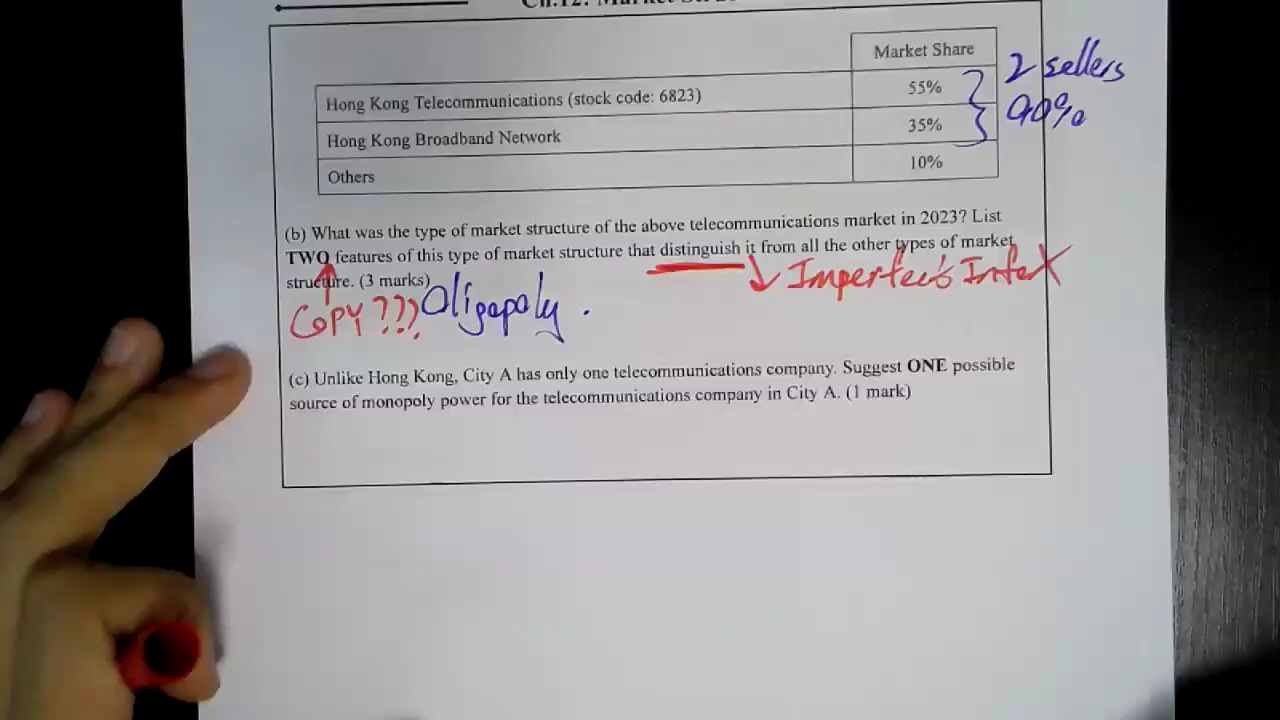 Market Share
Hong Kong Telecommunications (stock code: 6823) 55%
Hong Kong Broadband Network 35%
Others 10%
2 sellers
90%
(b) What was the type of market structure of the above telecommunications market in 2023? List
TWO features of this type of market structure that distinguish it from all the other types of market
structure. (3 marks)
Imperfect Info X
COPY ???
Oligopoly .
(c) Unlike Hong Kong, City A has only one telecommunications company. Suggest ONE possible
source of monopoly power for the telecommunications company in City A. (1 mark)